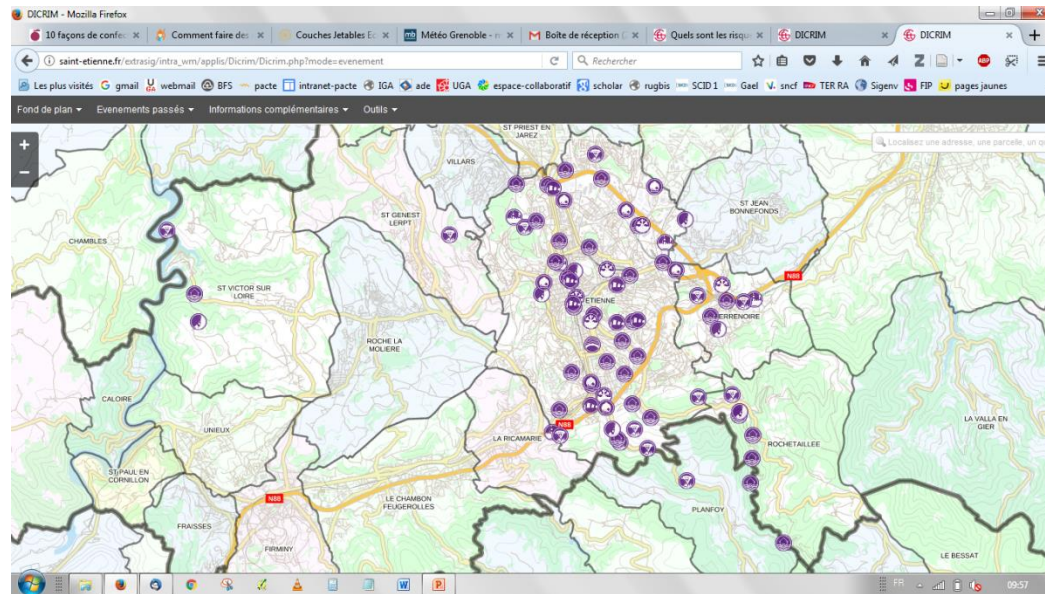 DICRIM - Mozilla Firefox
10 façons de confec
Comment faire des
Couches Jetables Ec
Météo Grenoble - m
Boîte de réception (
Quels sont les risqu
DICRIM
DICRIM
saint-etienne.fr/extrasig/intra_wm/applis/Dicrim/Dicrim.php?mode=evenement
Rechercher
Les plus visités gmail webmail BFS pacte intranet-pacte IGA ade UGA espace-collaboratif scholar rugbis SCID 1 Gael sncf TER RA Sigenv FIP pages jaunes
Fond de plan Evenements passés Informations complémentaires Outils
Localisez une adresse, une parcelle, un qu
ST PRIEST EN
JAREZ
VILLARS
ST JEAN
BONNEFONDS
ST GENEST
LERPT
CHAMBLES
N88
ST VICTOR SUR
LOIRE
ETIENNE
ERRENOIRE
ROCHE LA
MOLIERE
CALOIRE
LA VALLA EN
GIER
N88
UNIEUX
LA RICAMARIE
ROCHETAILLEE
ST PAUL EN
CORNILLON
N88
LE CHAMBON
FEUGEROLLES
PLANFOY
FRAISSES
FIRMINY
LE BESSAT
FR
09:57